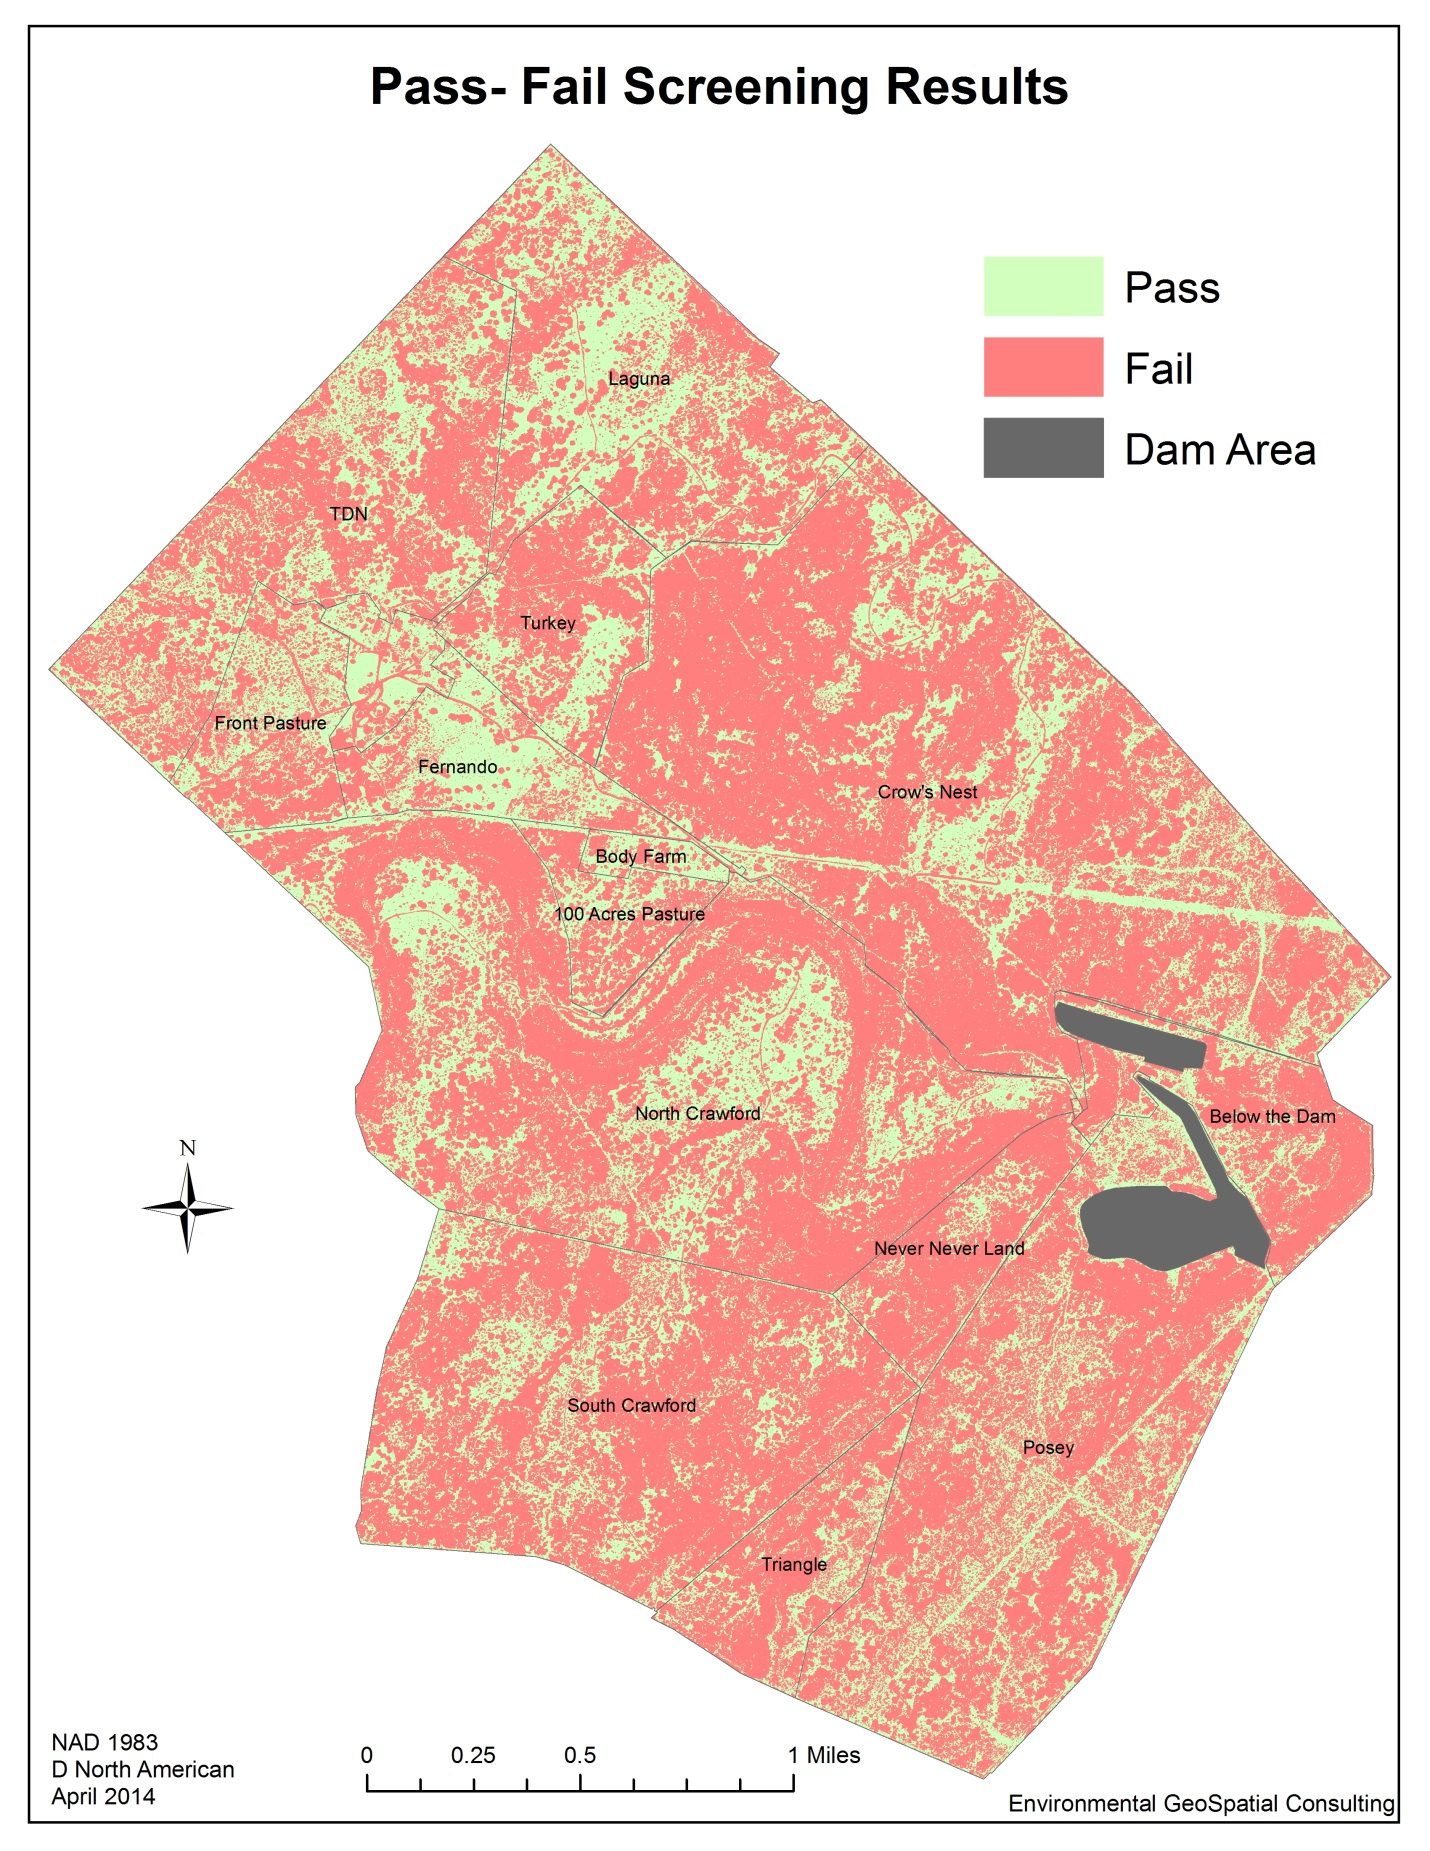 Pass- Fail Screening Results
Pass
Fail
Dam Area
Laguna
TDN
Turkey
Front Pasture
Fernando
Crow's Nest
Body Farm
100 Acres Pasture
North Crawford
Below the Dam
N
Never Never Land
South Crawford
Posey
Triangle
NAD 1983
D North American
April 2014
0 0.25 0.5 1 Miles
Environmental GeoSpatial Consulting